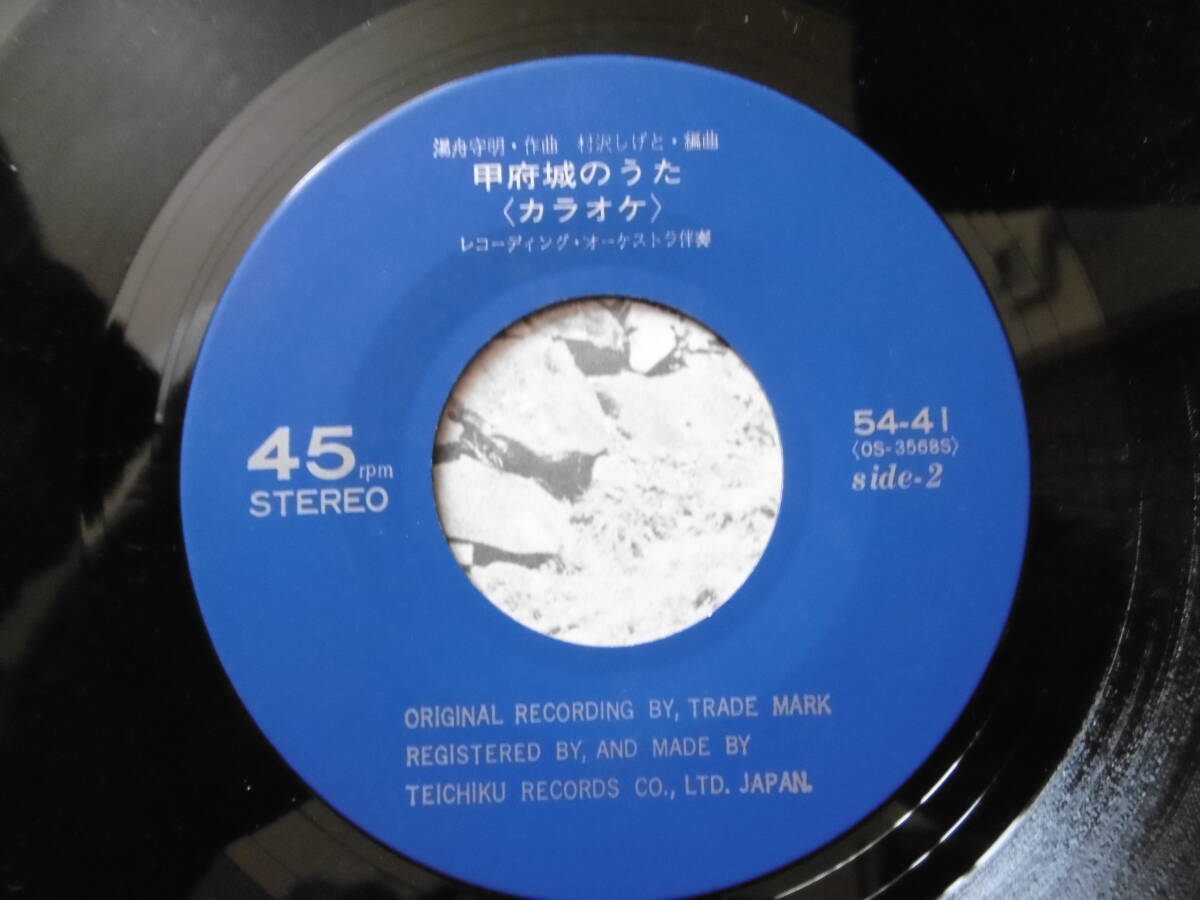 湯舟守明・作曲 村沢しげと・編曲
甲府城のうた
〈カラオケ〉
レコーディング・オーケストラ伴奏
45 rpm
STEREO
54-41
〈OS-3568S〉
side-2
ORIGINAL RECORDING BY, TRADE MARK
REGISTERED BY, AND MADE BY
TEICHIKU RECORDS CO., LTD. JAPAN.